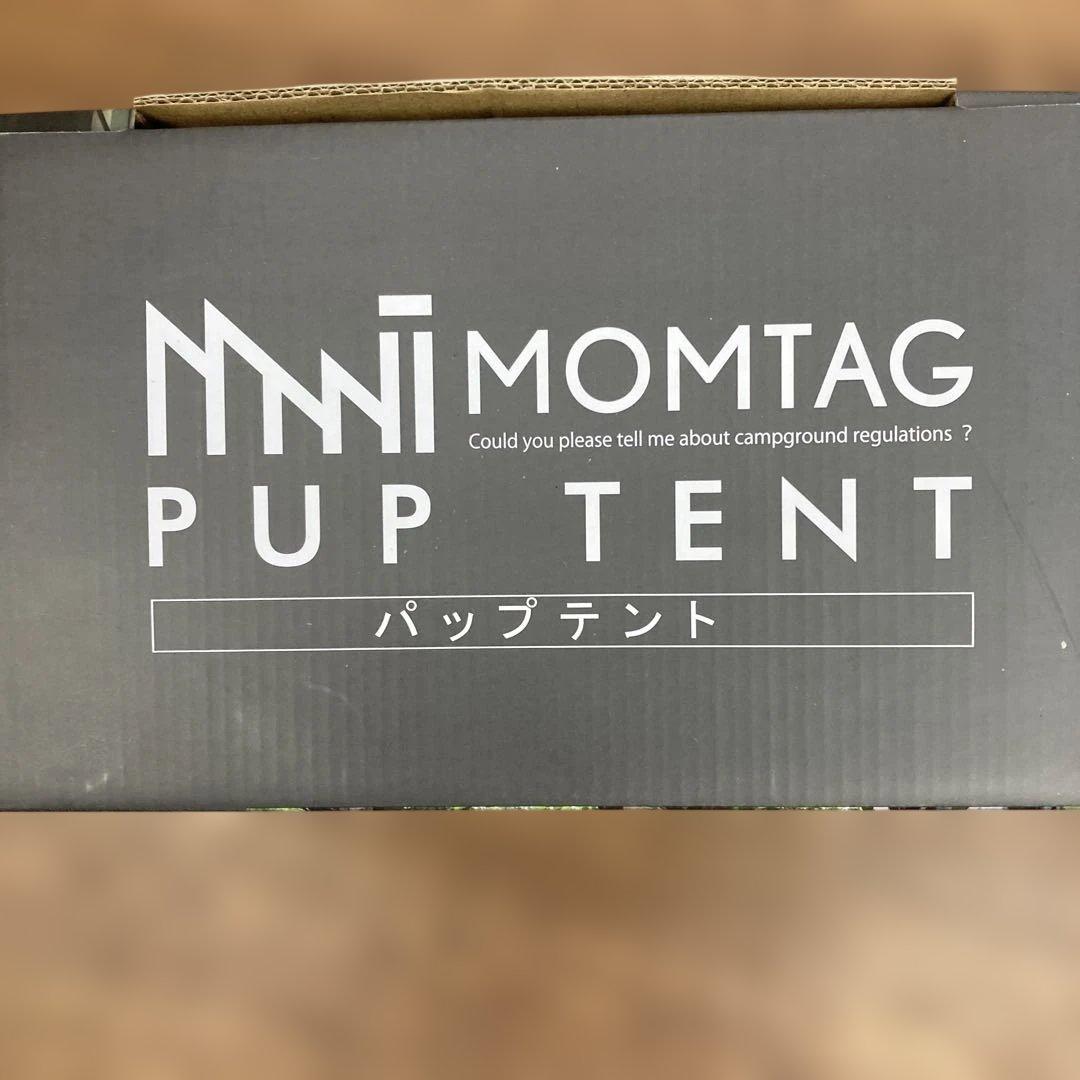 MOMTAG
Could you please tell me about campground regulations ?
PUP TENT
パップテント